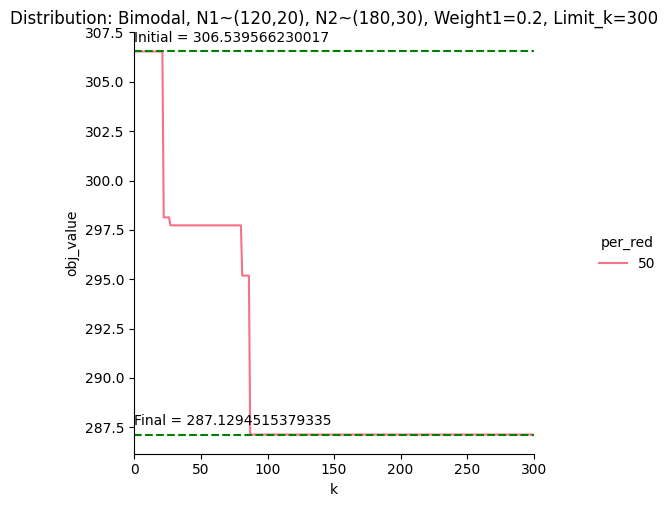 Distribution: Bimodal, N1~(120,20), N2~(180,30), Weight1=0.2, Limit_k=300
307.5
Initial = 306.539566230017
305.0
302.5
300.0
297.5
295.0
292.5
290.0
287.5
obj_value
per_red
50
Final = 287.1294515379335
0 50 100 150 200 250 300
k